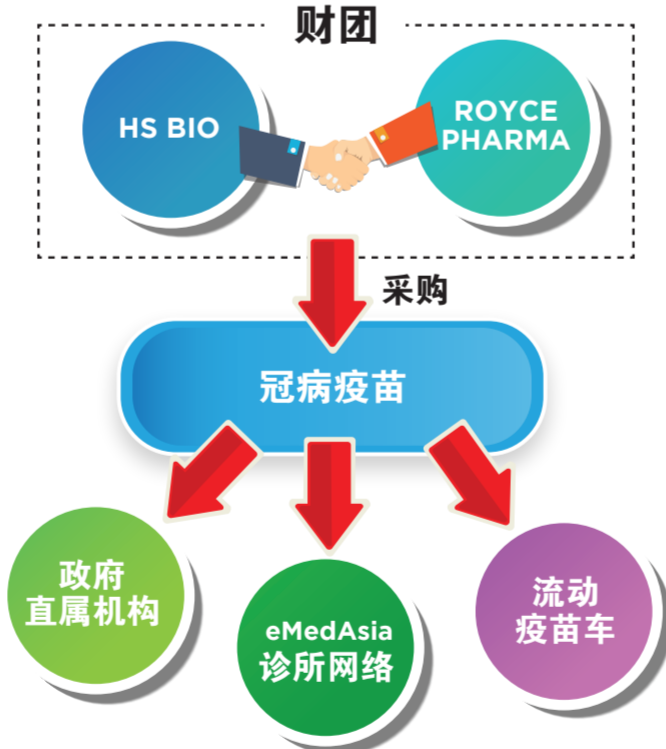 财团
HS BIO
ROYCE
PHARMA
采购
冠病疫苗
政府
直属机构
eMedAsia
诊所网络
流动
疫苗车